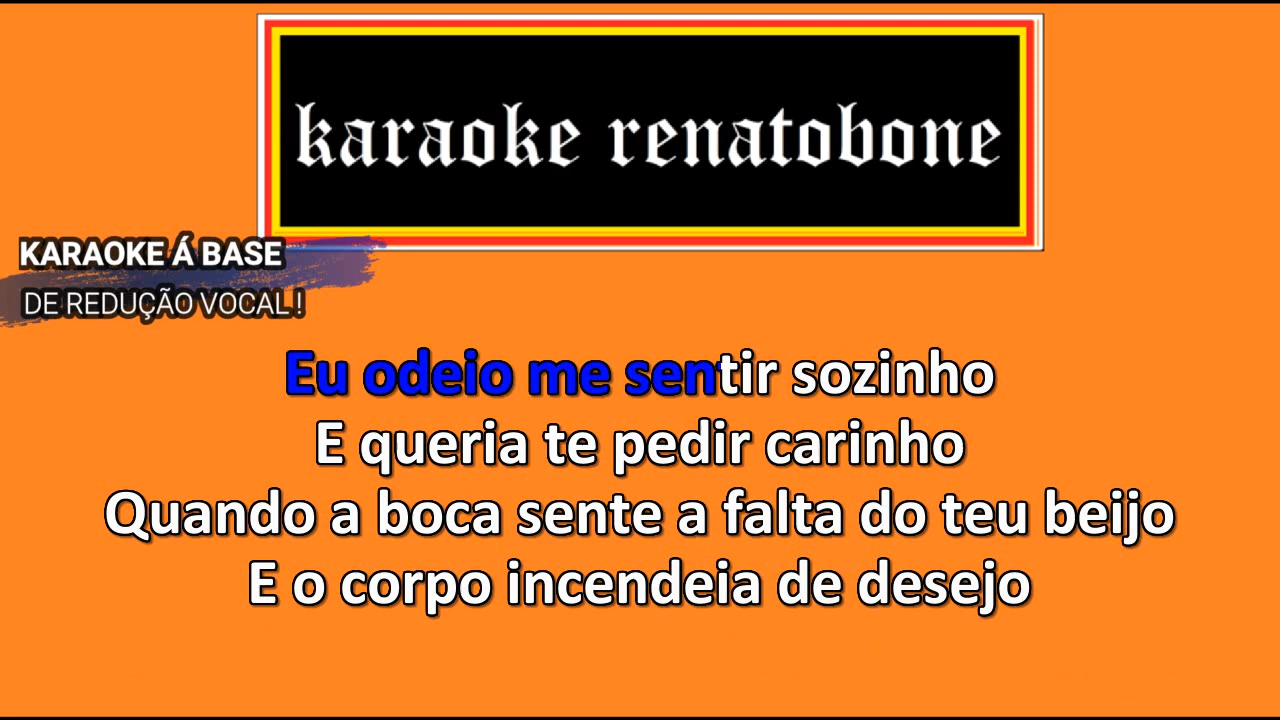 karaoke renatobone
KARAOKE Á BASE
DE REDUÇÃO VOCAL !
Eu odeio me sentir sozinho
E queria te pedir carinho
Quando a boca sente a falta do teu beijo
E o corpo incendeia de desejo